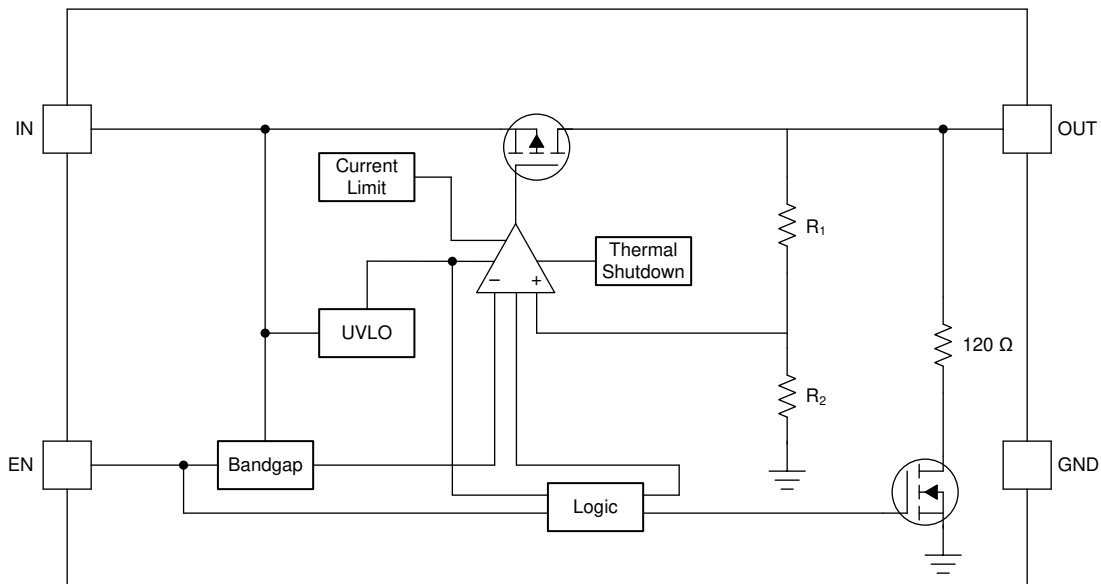 IN
OUT
Current
Limit
R₁
Thermal
Shutdown
− +
UVLO
120 Ω
R₂
EN
Bandgap
GND
Logic